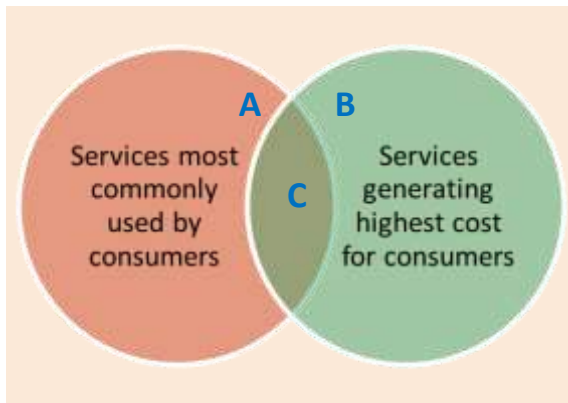 A
B
Services most
commonly
used by
consumers
C
Services
generating
highest cost
for consumers